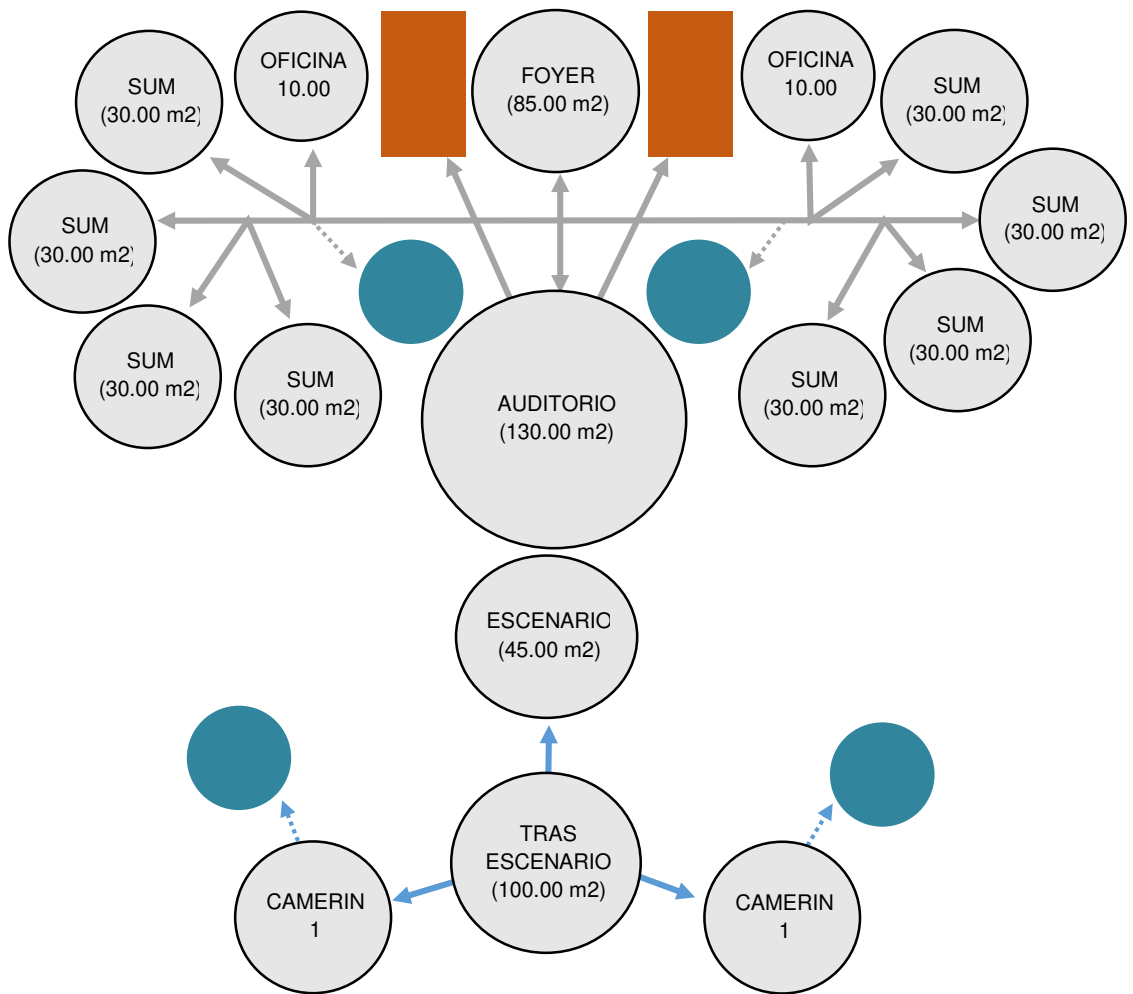 OFICINA
10.00
FOYER
(85.00 m2)
OFICINA
10.00
SUM
(30.00 m2)
SUM
(30.00 m2)
SUM
(30.00 m2)
SUM
(30.00 m2)
SUM
(30.00 m2)
SUM
(30.00 m2)
SUM
(30.00 m2)
SUM
(30.00 m2)
AUDITORIO
(130.00 m2)
ESCENARIO
(45.00 m2)
TRAS
ESCENARIO
(100.00 m2)
CAMERIN
1
CAMERIN
1